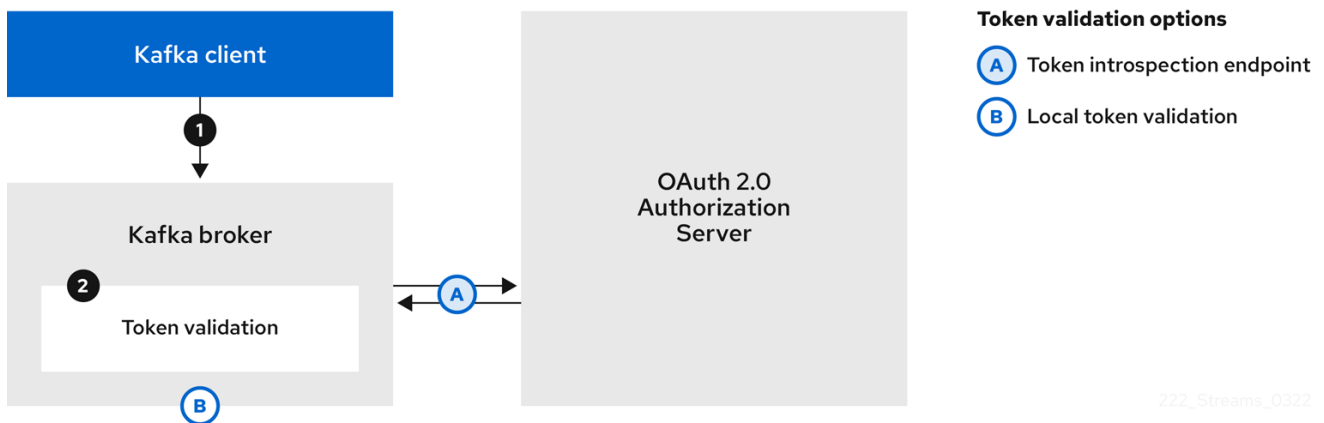 Kafka client
1
Kafka broker
2
Token validation
B
A
OAuth 2.0
Authorization
Server
Token validation options
A Token introspection endpoint
B Local token validation
222_Streams_0322